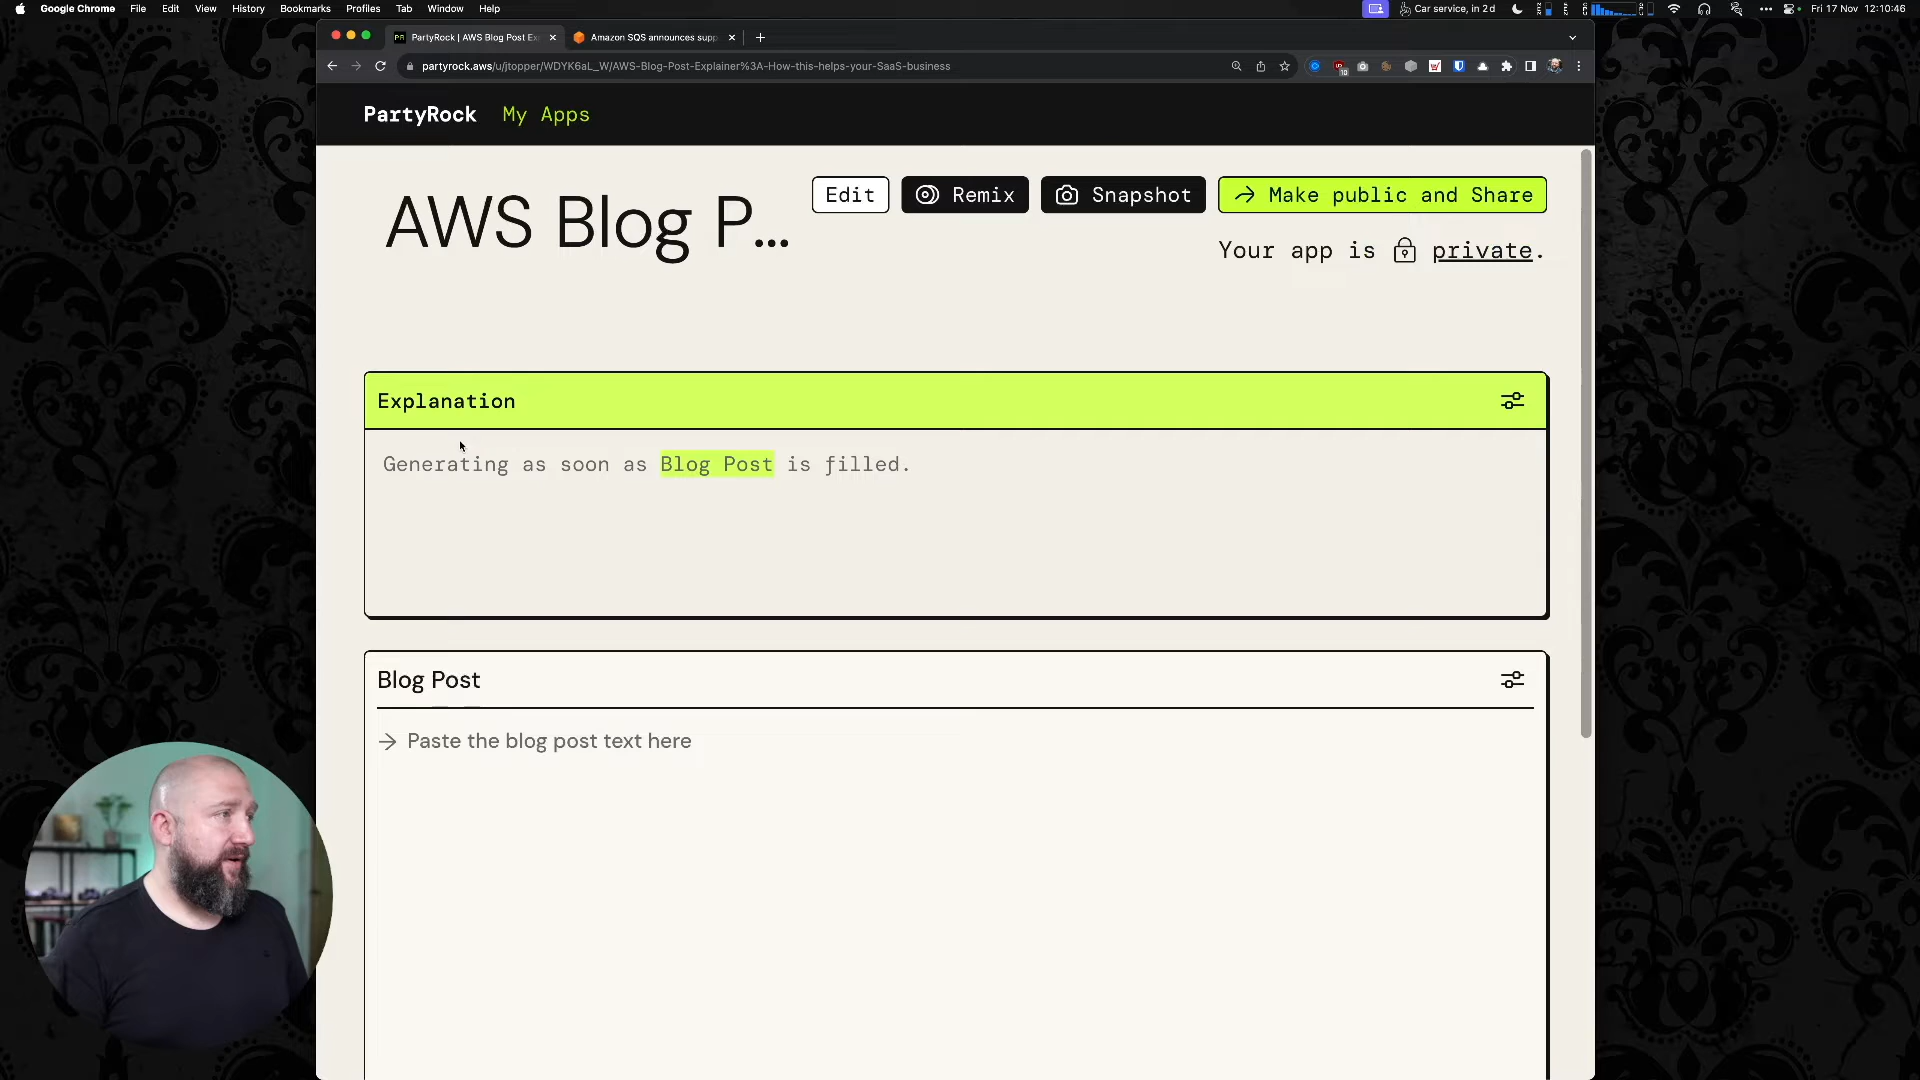 Google Chrome File Edit View History Bookmarks Profiles Tab Window Help Car service, in 2 d Fri 17 Nov 12:10:46
PartyRock | AWS Blog Post Ex
Amazon SQS announces supp
partyrock.aws/u/jtopper/WDYK6aL_W/AWS-Blog-Post-Explainer%3A-How-this-helps-your-SaaS-business
PartyRock My Apps
AWS Blog P...
Edit Remix Snapshot Make public and Share
Your app is private.
Explanation
Generating as soon as Blog Post is filled.
Blog Post
Paste the blog post text here